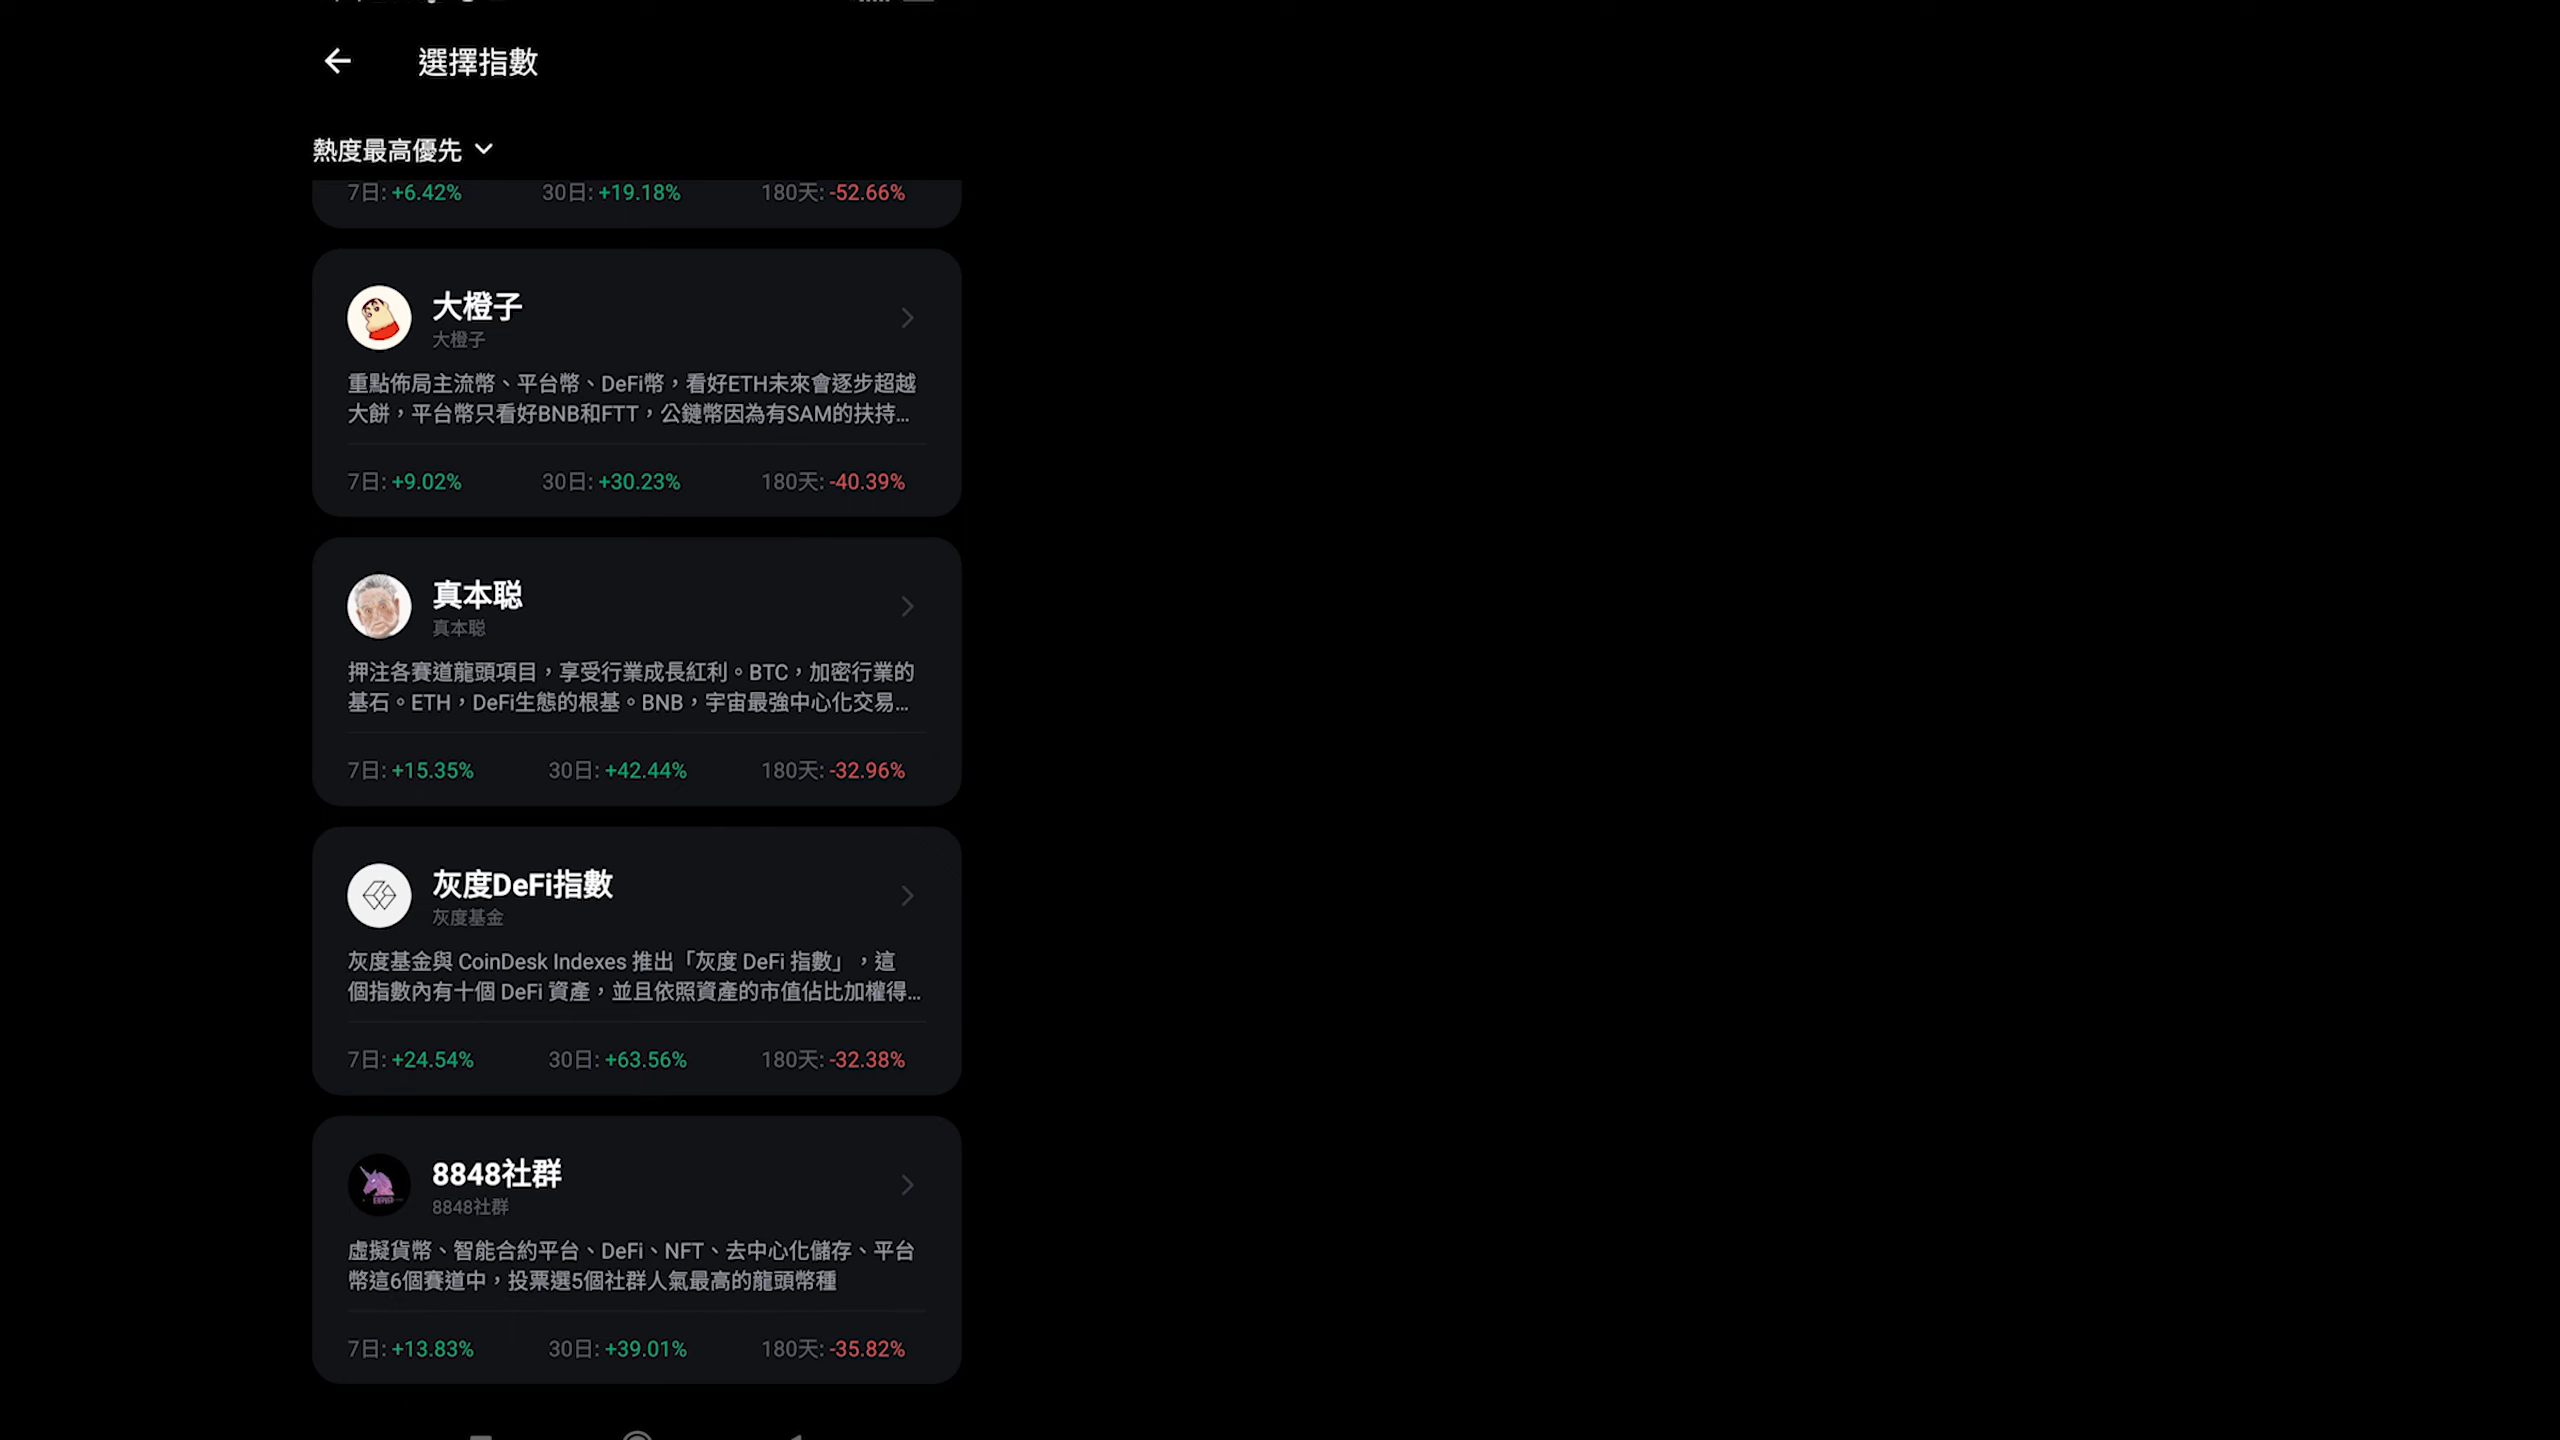 選擇指數
熱度最高優先
7日: +6.42% 30日: +19.18% 180天: -52.66%
大橙子
大橙子
重點佈局主流幣、平台幣、DeFi幣，看好ETH未來會逐步超越
大餅，平台幣只看好BNB和FTT，公鏈幣因為有SAM的扶持...
7日: +9.02% 30日: +30.23% 180天: -40.39%
真本聪
真本聪
押注各賽道龍頭項目，享受行業成長紅利。BTC，加密行業的
基石。ETH，DeFi生態的根基。BNB，宇宙最強中心化交易...
7日: +15.35% 30日: +42.44% 180天: -32.96%
灰度DeFi指數
灰度基金
灰度基金與 CoinDesk Indexes 推出「灰度 DeFi 指數」，這
個指數內有十個 DeFi 資產，並且依照資產的市值佔比加權得...
7日: +24.54% 30日: +63.56% 180天: -32.38%
8848社群
8848社群
虛擬貨幣、智能合約平台、DeFi、NFT、去中心化儲存、平台
幣這6個賽道中，投票選5個社群人氣最高的龍頭幣種
7日: +13.83% 30日: +39.01% 180天: -35.82%